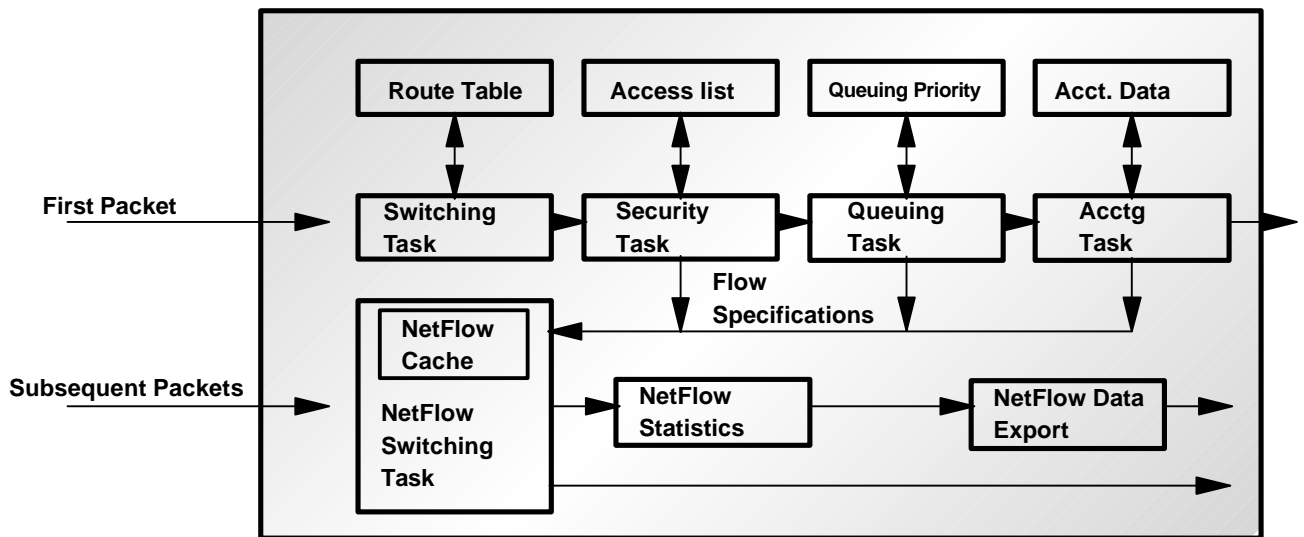 Route Table
Access list
Queuing Priority
Acct. Data
First Packet
Switching
Task
Security
Task
Queuing
Task
Acctg
Task
Flow
Specifications
NetFlow
Cache
Subsequent Packets
NetFlow
Switching
Task
NetFlow
Statistics
NetFlow Data
Export